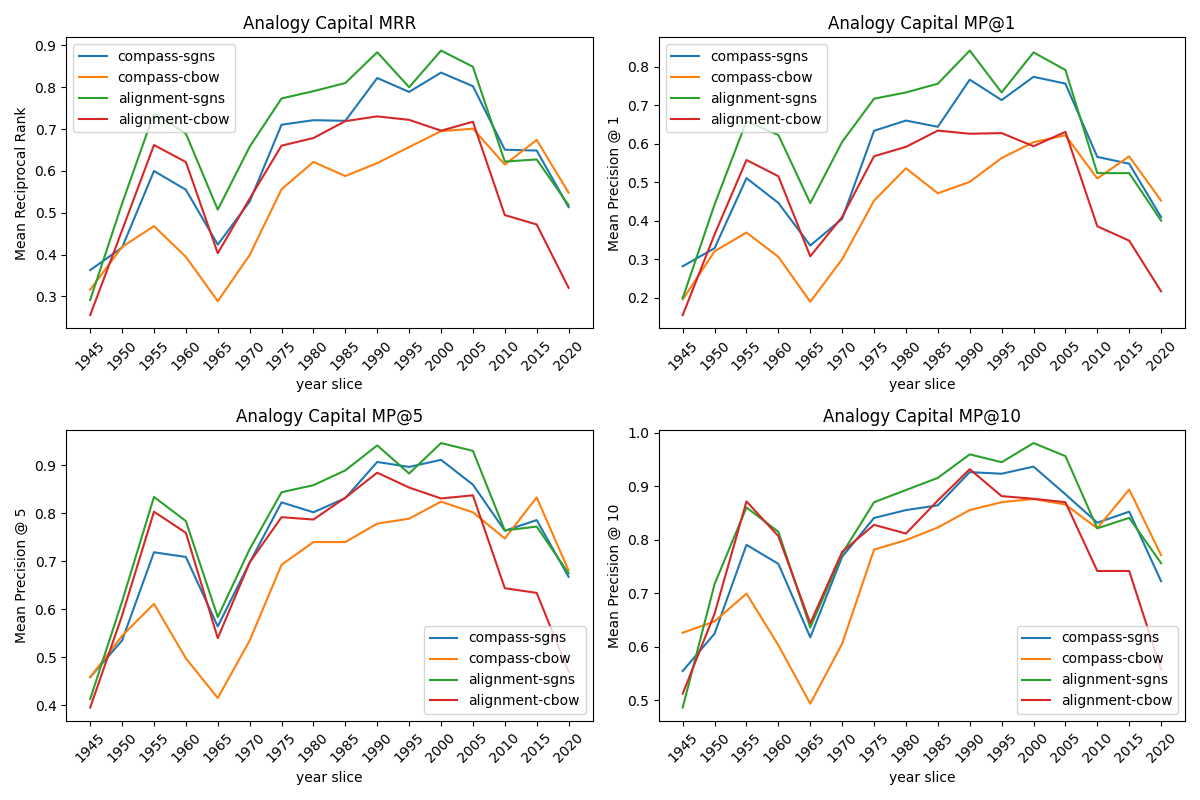 Analogy Capital MRR
compass-sgns
compass-cbow
alignment-sgns
alignment-cbow
Mean Reciprocal Rank
0.9
0.8
0.7
0.6
0.5
0.4
0.3
1945 1950 1955 1960 1965 1970 1975 1980 1985 1990 1995 2000 2005 2010 2015 2020
year slice
Analogy Capital MP@1
compass-sgns
compass-cbow
alignment-sgns
alignment-cbow
Mean Precision @ 1
0.8
0.7
0.6
0.5
0.4
0.3
0.2
1945 1950 1955 1960 1965 1970 1975 1980 1985 1990 1995 2000 2005 2010 2015 2020
year slice
Analogy Capital MP@5
Mean Precision @ 5
0.9
0.8
0.7
0.6
0.5
0.4
compass-sgns
compass-cbow
alignment-sgns
alignment-cbow
1945 1950 1955 1960 1965 1970 1975 1980 1985 1990 1995 2000 2005 2010 2015 2020
year slice
Analogy Capital MP@10
Mean Precision @ 10
1.0
0.9
0.8
0.7
0.6
0.5
compass-sgns
compass-cbow
alignment-sgns
alignment-cbow
1945 1950 1955 1960 1965 1970 1975 1980 1985 1990 1995 2000 2005 2010 2015 2020
year slice